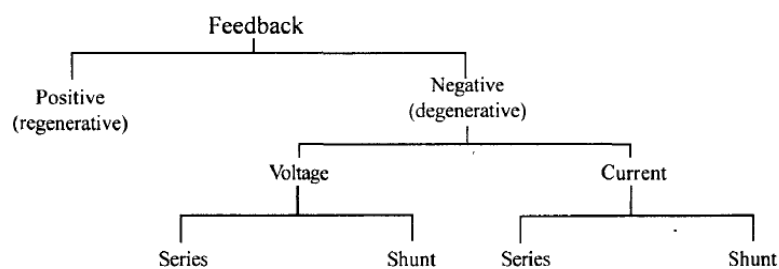 Feedback
Positive
(regenerative)
Negative
(degenerative)
Voltage
Current
Series
Shunt
Series
Shunt